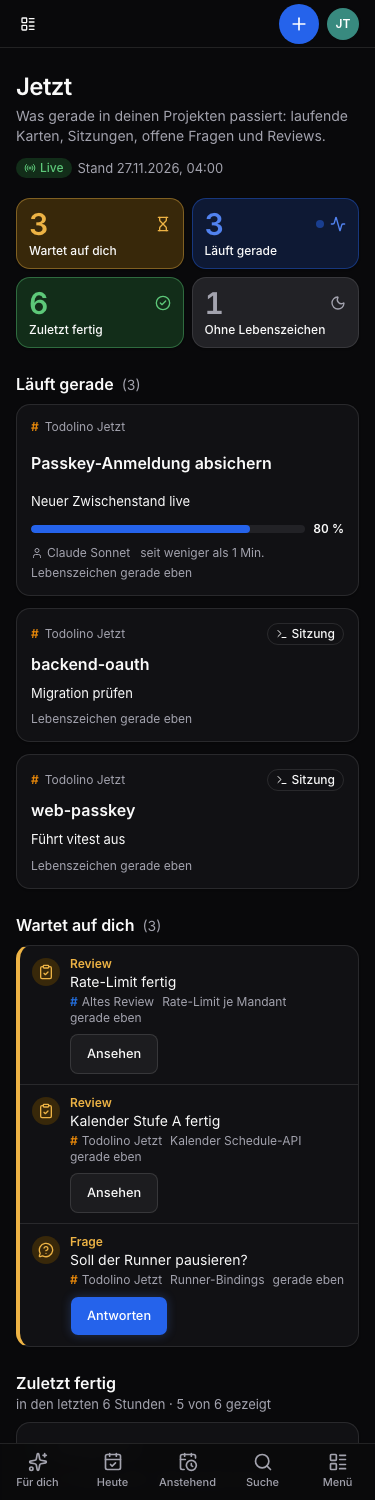 JT
Jetzt
Was gerade in deinen Projekten passiert: laufende
Karten, Sitzungen, offene Fragen und Reviews.
Live Stand 27.11.2026, 04:00
3
Wartet auf dich
3
Läuft gerade
6
Zuletzt fertig
1
Ohne Lebenszeichen
Läuft gerade (3)
# Todolino Jetzt
Passkey-Anmeldung absichern
Neuer Zwischenstand live
80 %
Claude Sonnet seit weniger als 1 Min.
Lebenszeichen gerade eben
# Todolino Jetzt Sitzung
backend-oauth
Migration prüfen
Lebenszeichen gerade eben
# Todolino Jetzt Sitzung
web-passkey
Führt vitest aus
Lebenszeichen gerade eben
Wartet auf dich (3)
Review
Rate-Limit fertig
# Altes Review Rate-Limit je Mandant
gerade eben
Ansehen
Review
Kalender Stufe A fertig
# Todolino Jetzt Kalender Schedule-API
gerade eben
Ansehen
Frage
Soll der Runner pausieren?
# Todolino Jetzt Runner-Bindings gerade eben
Antworten
Zuletzt fertig
in den letzten 6 Stunden · 5 von 6 gezeigt
Für dich Heute Anstehend Suche Menü